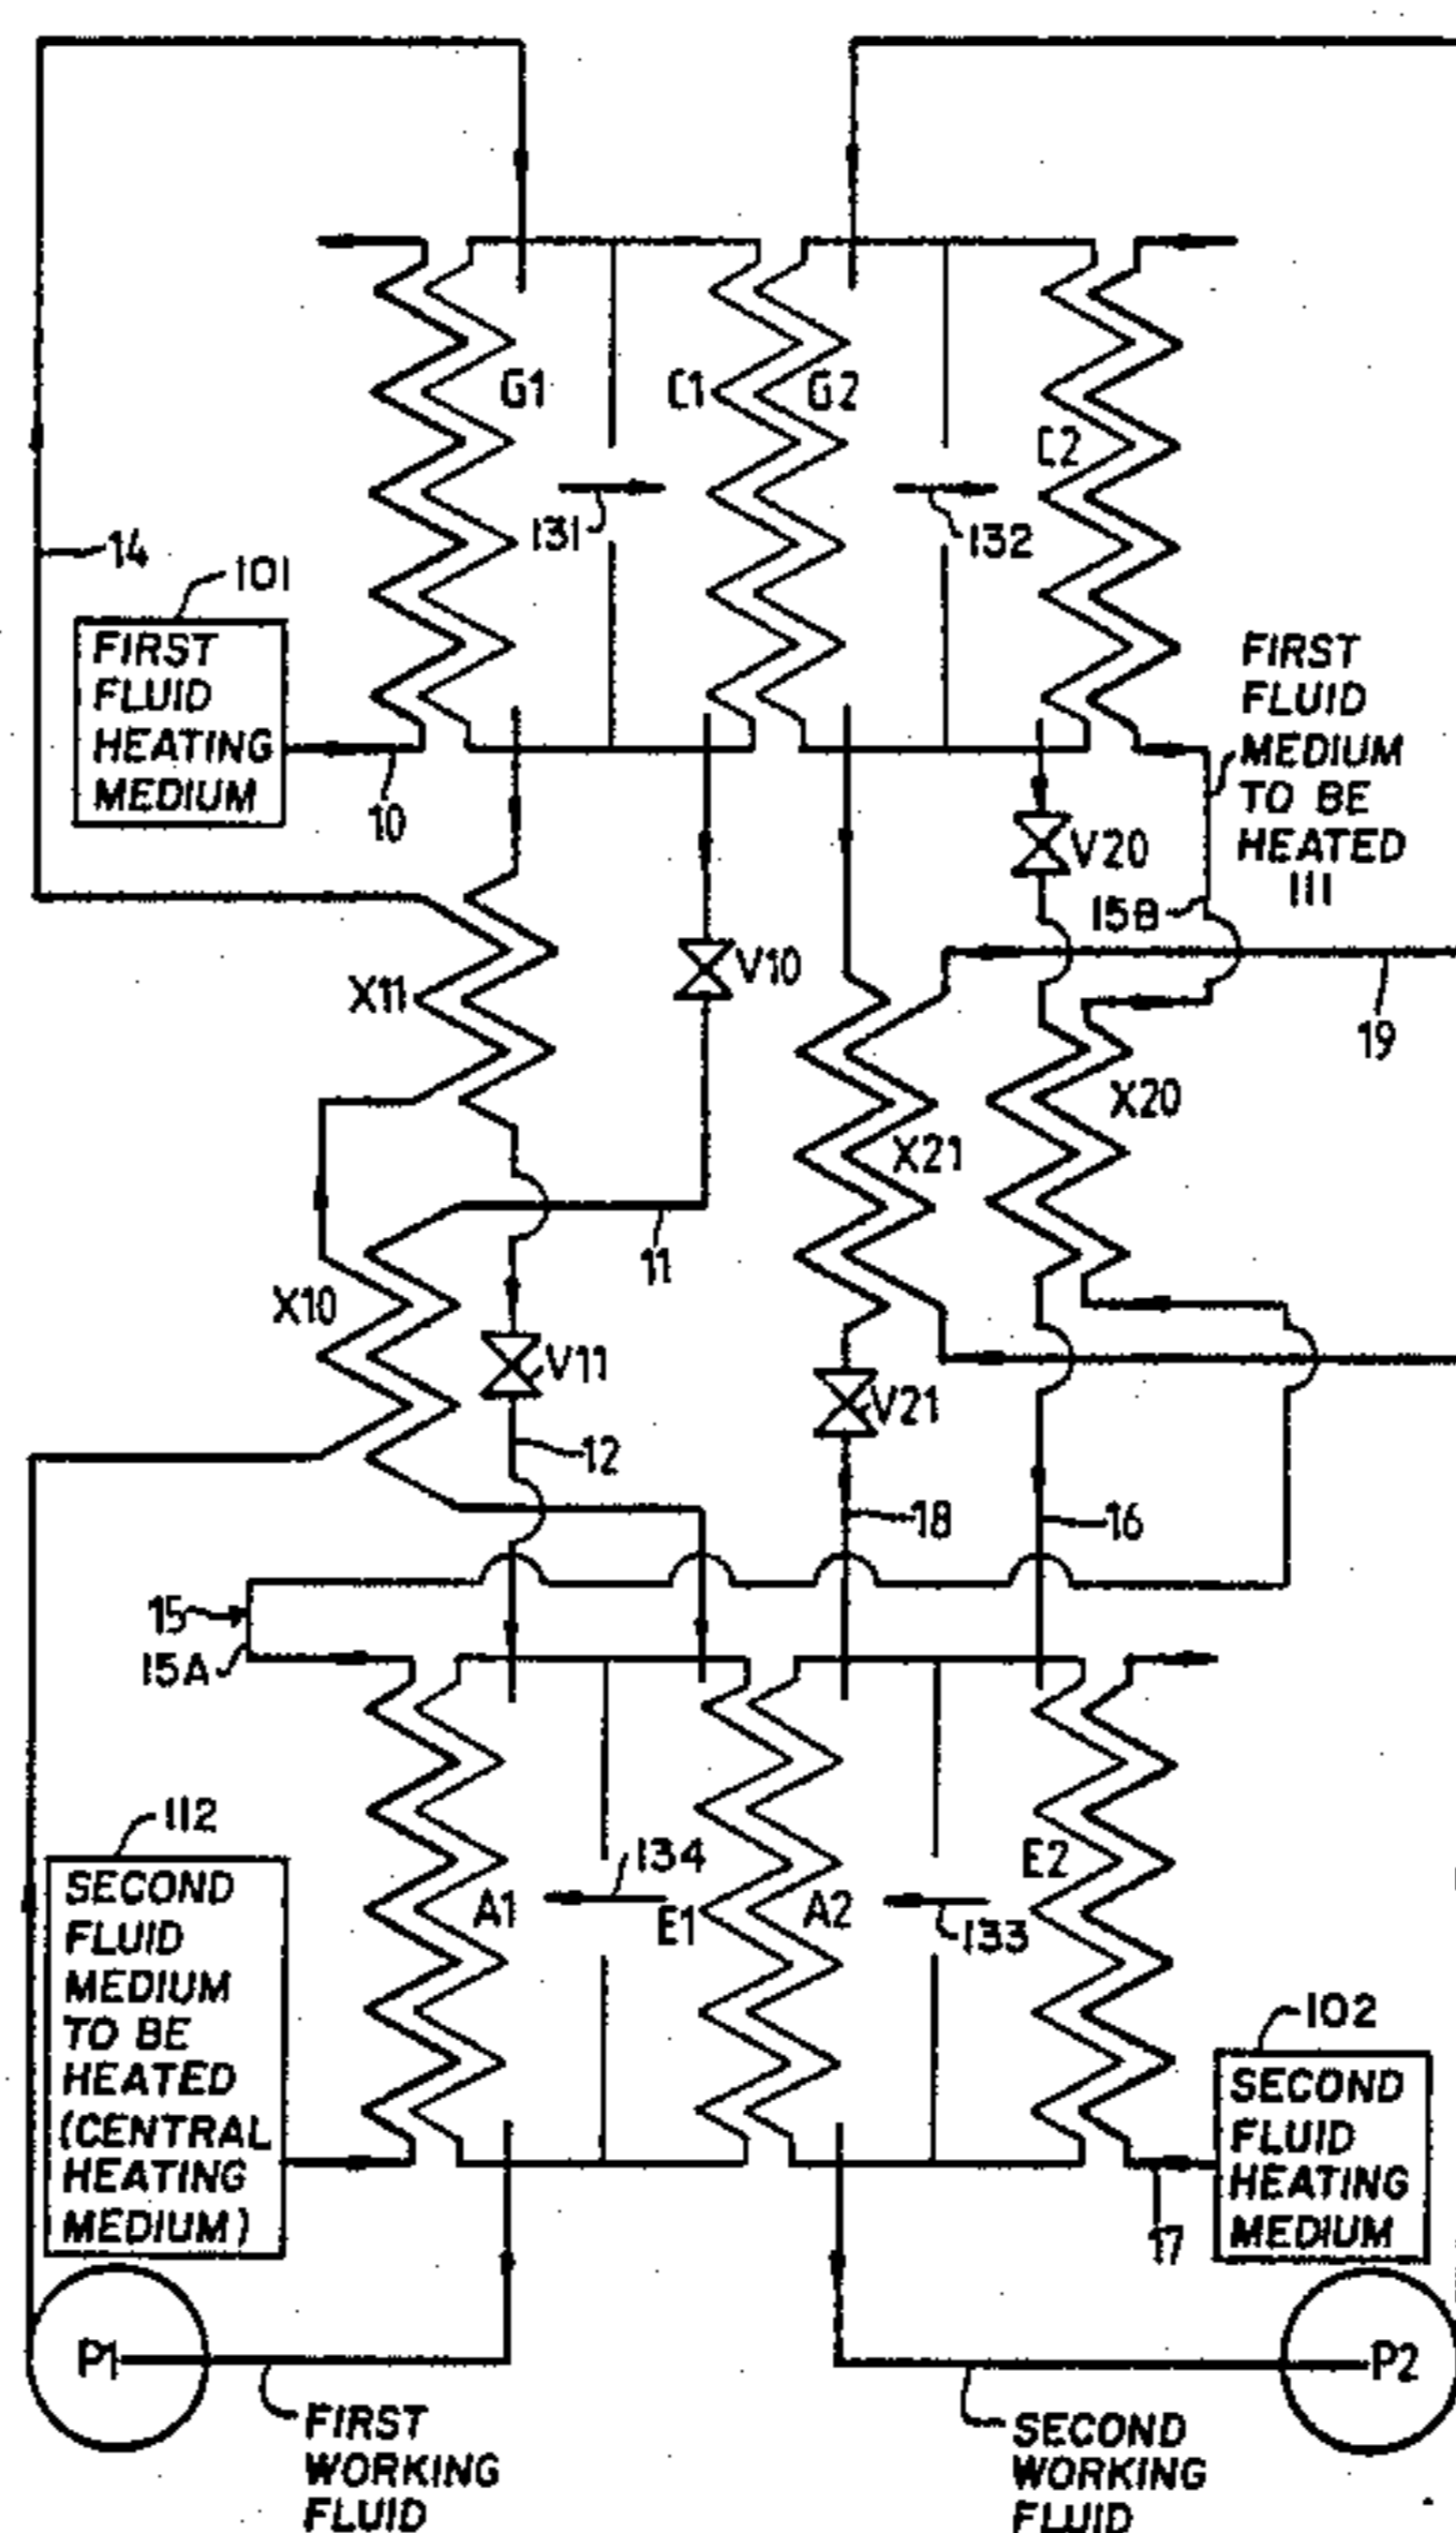 G1
C1
G2
C2
131
132
14
101
FIRST
FLUID
HEATING
MEDIUM
10
FIRST
FLUID
MEDIUM
TO BE
HEATED
111
V20
15B
V10
X11
19
X20
X21
11
X10
V11
V21
12
18
16
15
15A
112
SECOND
FLUID
MEDIUM
TO BE
HEATED
(CENTRAL
HEATING
MEDIUM)
134
A1
E1
A2
E2
133
102
SECOND
FLUID
HEATING
MEDIUM
17
P1
P2
FIRST
WORKING
FLUID
SECOND
WORKING
FLUID